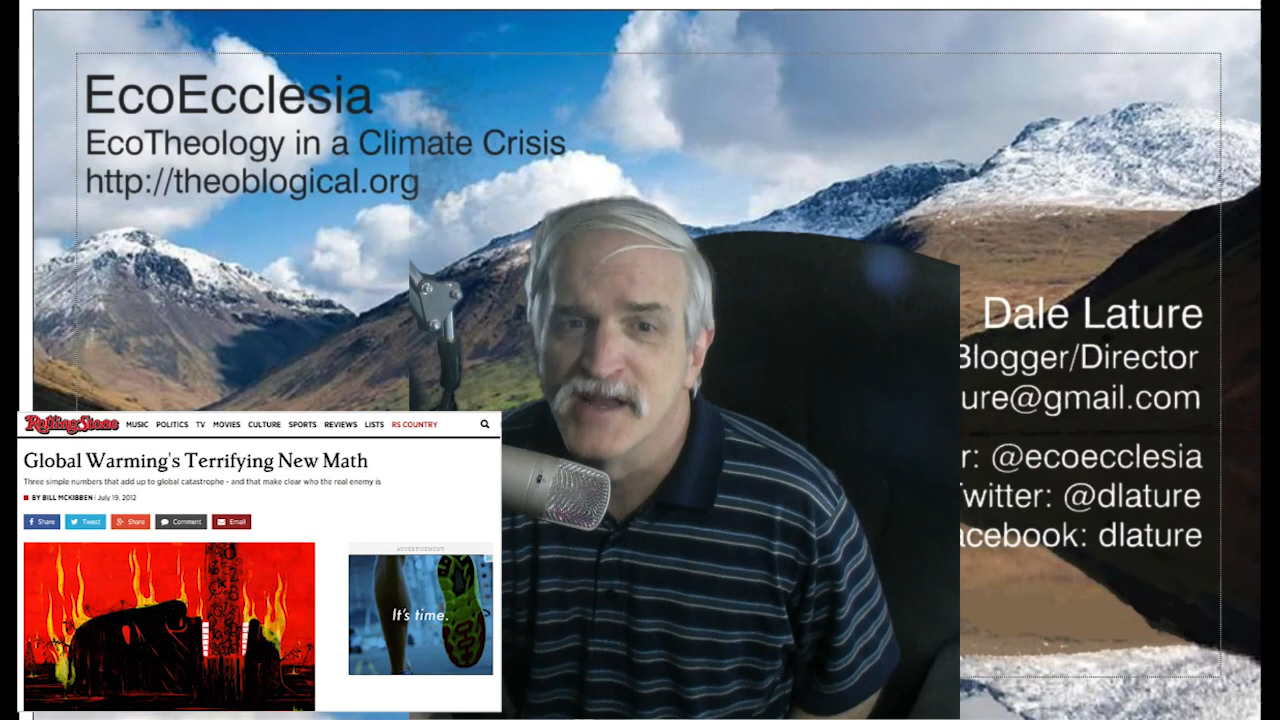 EcoEcclesia
EcoTheology in a Climate Crisis
http://theoblogical.org
Dale Lature
Blogger/Director
ure@gmail.com
r: @ecoecclesia
Twitter: @dlature
acebook: dlature
RollingStone MUSIC POLITICS TV MOVIES CULTURE SPORTS REVIEWS LISTS RS COUNTRY
Global Warming's Terrifying New Math
Three simple numbers that add up to global catastrophe - and that make clear who the real enemy is
BY BILL MCKIBBEN | July 19, 2012
Share Tweet Share Comment Email
ADVERTISEMENT
It's time.